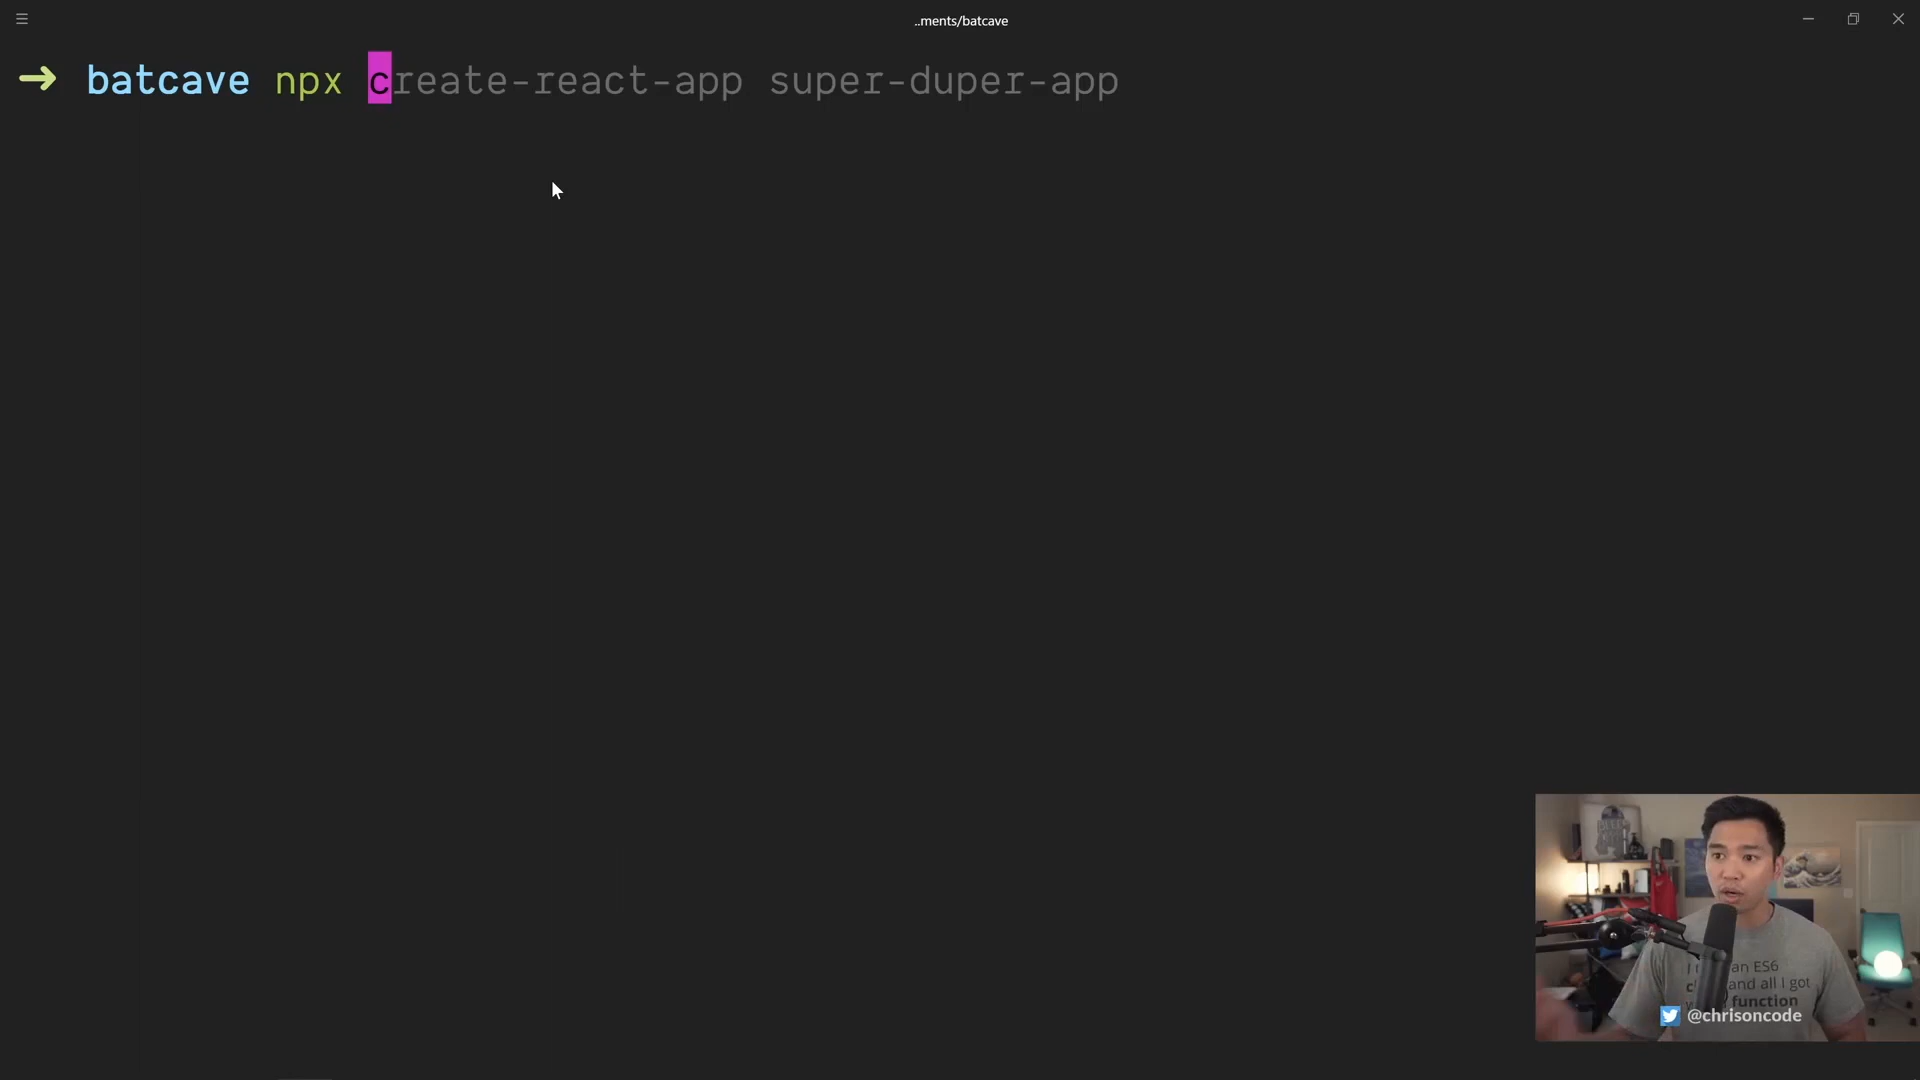 ..ments/batcave
➜ batcave npx create-react-app super-duper-app
an ES6
and all I got
function
@chrisoncode